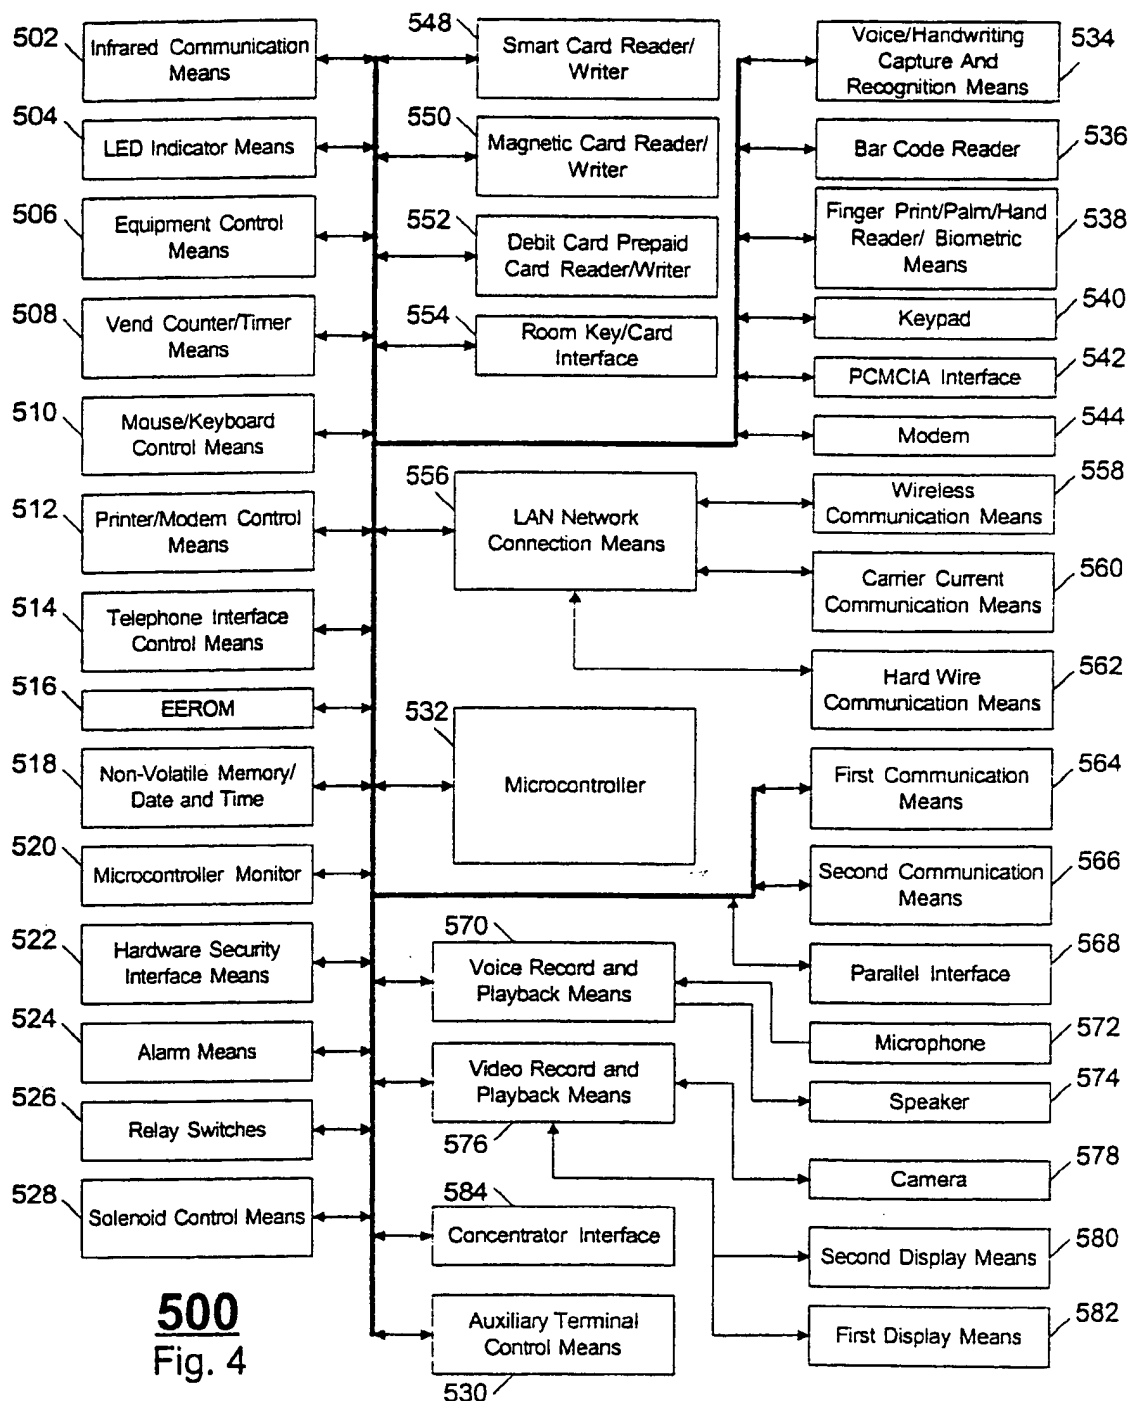 502
Infrared Communication
Means
504
LED Indicator Means
506
Equipment Control
Means
508
Vend Counter/Timer
Means
510
Mouse/Keyboard
Control Means
512
Printer/Modem Control
Means
514
Telephone Interface
Control Means
516
EEROM
518
Non-Volatile Memory/
Date and Time
520
Microcontroller Monitor
522
Hardware Security
Interface Means
524
Alarm Means
526
Relay Switches
528
Solenoid Control Means
548
Smart Card Reader/
Writer
550
Magnetic Card Reader/
Writer
552
Debit Card Prepaid
Card Reader/Writer
554
Room Key/Card
Interface
556
LAN Network
Connection Means
532
Microcontroller
570
Voice Record and
Playback Means
Video Record and
Playback Means
576
584
Concentrator Interface
Auxiliary Terminal
Control Means
530
Voice/Handwriting
Capture And
Recognition Means
534
Bar Code Reader
536
Finger Print/Palm/Hand
Reader/ Biometric
Means
538
Keypad
540
PCMCIA Interface
542
Modem
544
Wireless
Communication Means
558
Carrier Current
Communication Means
560
Hard Wire
Communication Means
562
First Communication
Means
564
Second Communication
Means
566
Parallel Interface
568
Microphone
572
Speaker
574
Camera
578
Second Display Means
580
First Display Means
582
500
Fig. 4